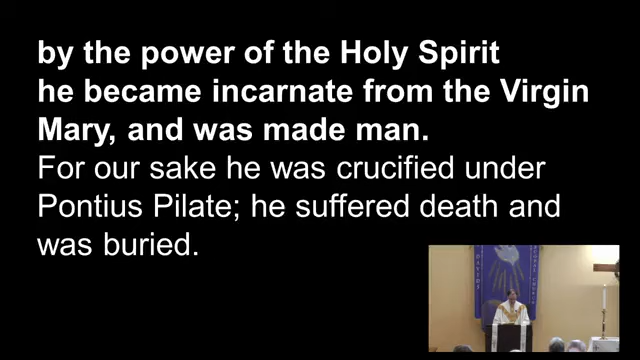 by the power of the Holy Spirit
he became incarnate from the Virgin
Mary, and was made man.
For our sake he was crucified under
Pontius Pilate; he suffered death and
was buried.